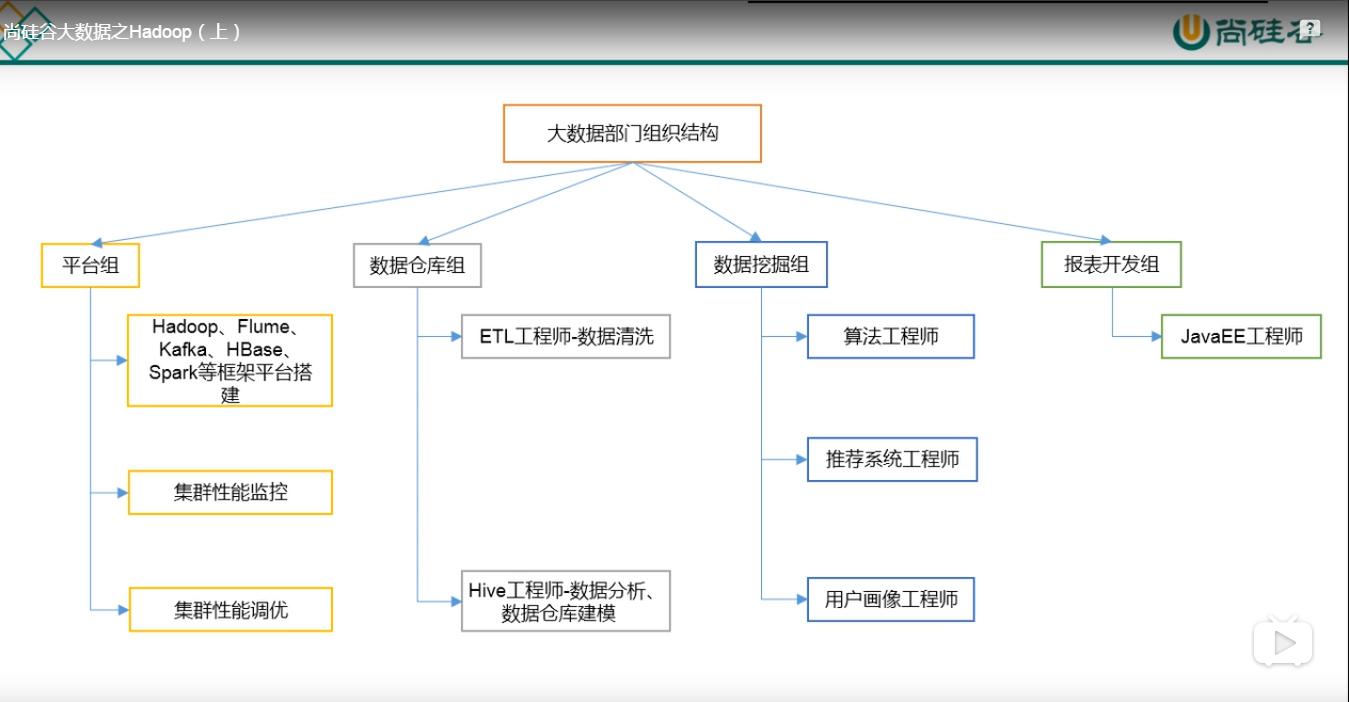 尚硅谷大数据之Hadoop（上）
尚硅谷
?
大数据部门组织结构
平台组
数据仓库组
数据挖掘组
报表开发组
Hadoop、Flume、
Kafka、HBase、
Spark等框架平台搭
建
ETL工程师-数据清洗
算法工程师
JavaEE工程师
推荐系统工程师
集群性能监控
Hive工程师-数据分析、
数据仓库建模
用户画像工程师
集群性能调优